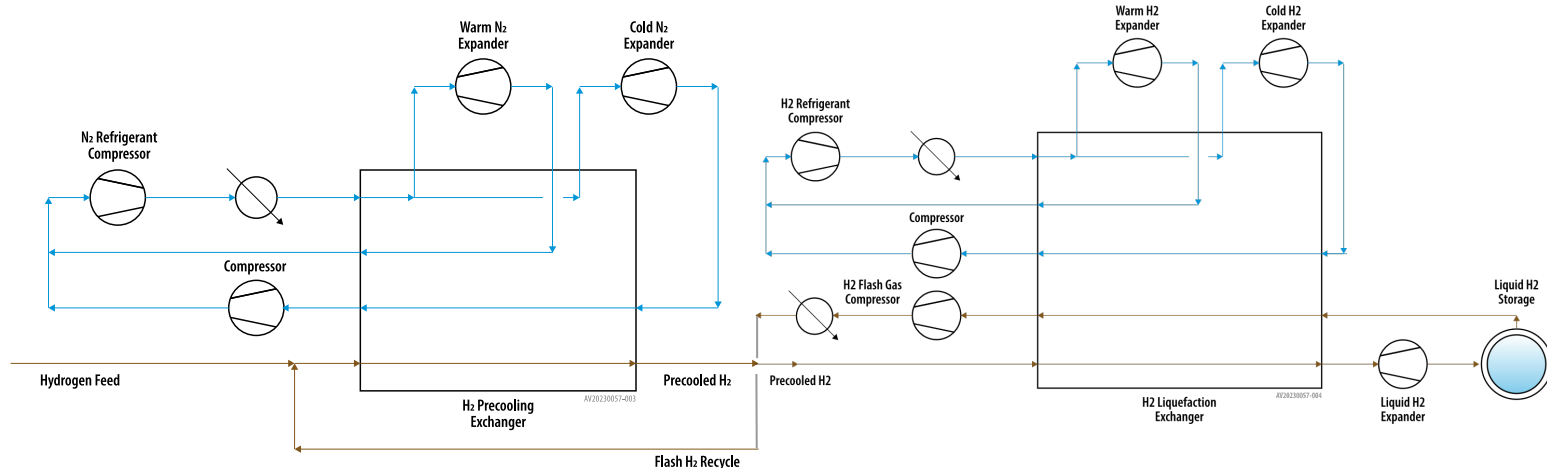 Warm N₂
Expander
Cold N₂
Expander
N₂ Refrigerant
Compressor
Compressor
Hydrogen Feed
Precooled H₂
H₂ Precooling
Exchanger
AV20230057-003
Flash H₂ Recycle
Warm H2
Expander
Cold H2
Expander
H2 Refrigerant
Compressor
Compressor
H2 Flash Gas
Compressor
Precooled H2
Liquid H2
Storage
H2 Liquefaction
Exchanger
AV20230057-004
Liquid H2
Expander